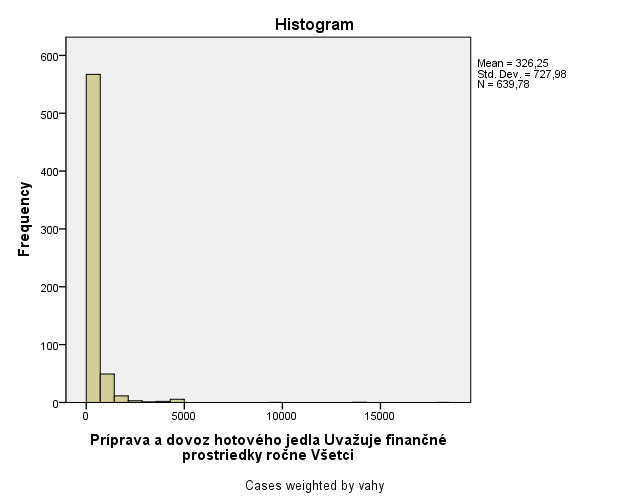 Histogram
600
500
400
300
200
100
0
Frequency
0 5000 10000 15000
Mean = 326,25
Std. Dev. = 727,98
N = 639,78
Príprava a dovoz hotového jedla Uvažuje finančné
prostriedky ročne Všetci
Cases weighted by vahy